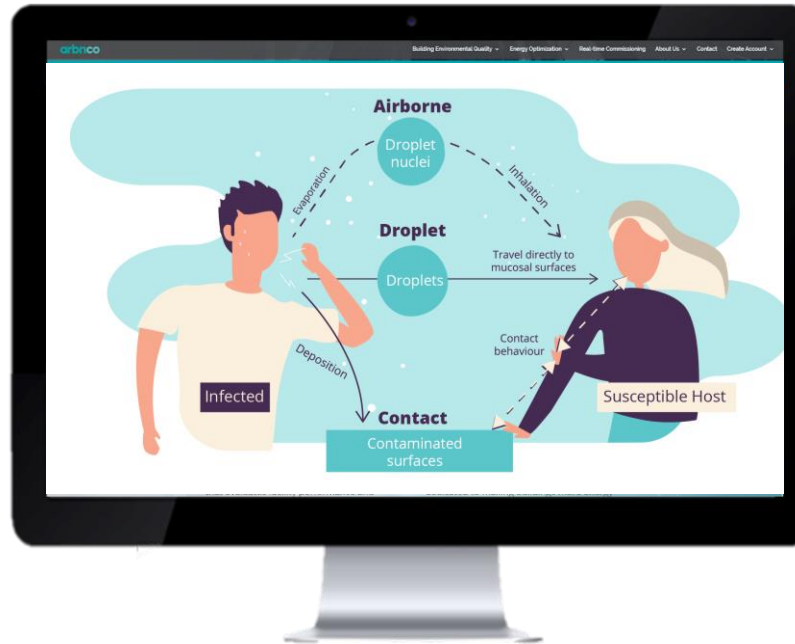 arbnco
Building Environmental Quality Energy Optimization Real-time Commissioning About Us Contact Create Account
Airborne
Droplet
nuclei
Evaporation
Inhalation
Droplet
Droplets
Travel directly to
mucosal surfaces
Contact
behaviour
Deposition
Infected
Susceptible Host
Contact
Contaminated
surfaces